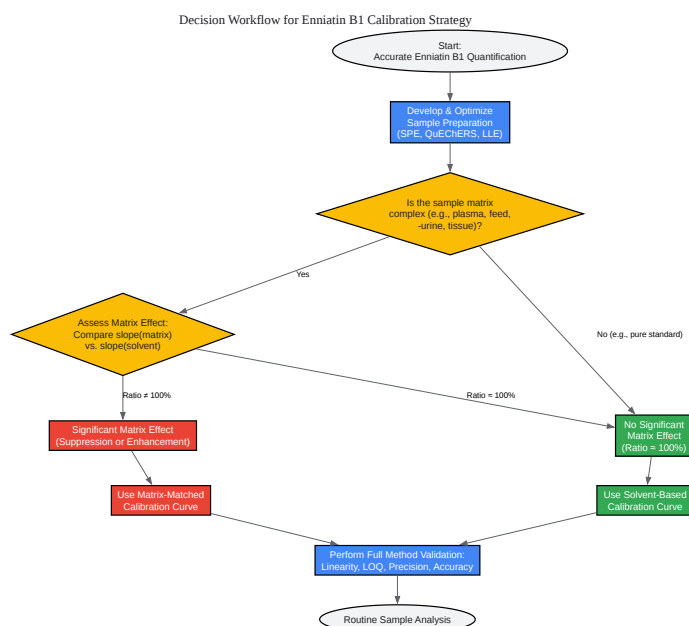 Decision Workflow for Enniatin B1 Calibration Strategy
Start:
Accurate Enniatin B1 Quantification
Develop & Optimize
Sample Preparation
(SPE, QuEChERS, LLE)
Is the sample matrix
complex (e.g., plasma, feed,
-urine, tissue)?
Yes
No (e.g., pure standard)
Assess Matrix Effect:
Compare slope(matrix)
vs. slope(solvent)
Ratio ≠ 100%
Ratio ≈ 100%
Significant Matrix Effect
(Suppression or Enhancement)
No Significant
Matrix Effect
(Ratio ≈ 100%)
Use Matrix-Matched
Calibration Curve
Use Solvent-Based
Calibration Curve
Perform Full Method Validation:
Linearity, LOQ, Precision, Accuracy
Routine Sample Analysis